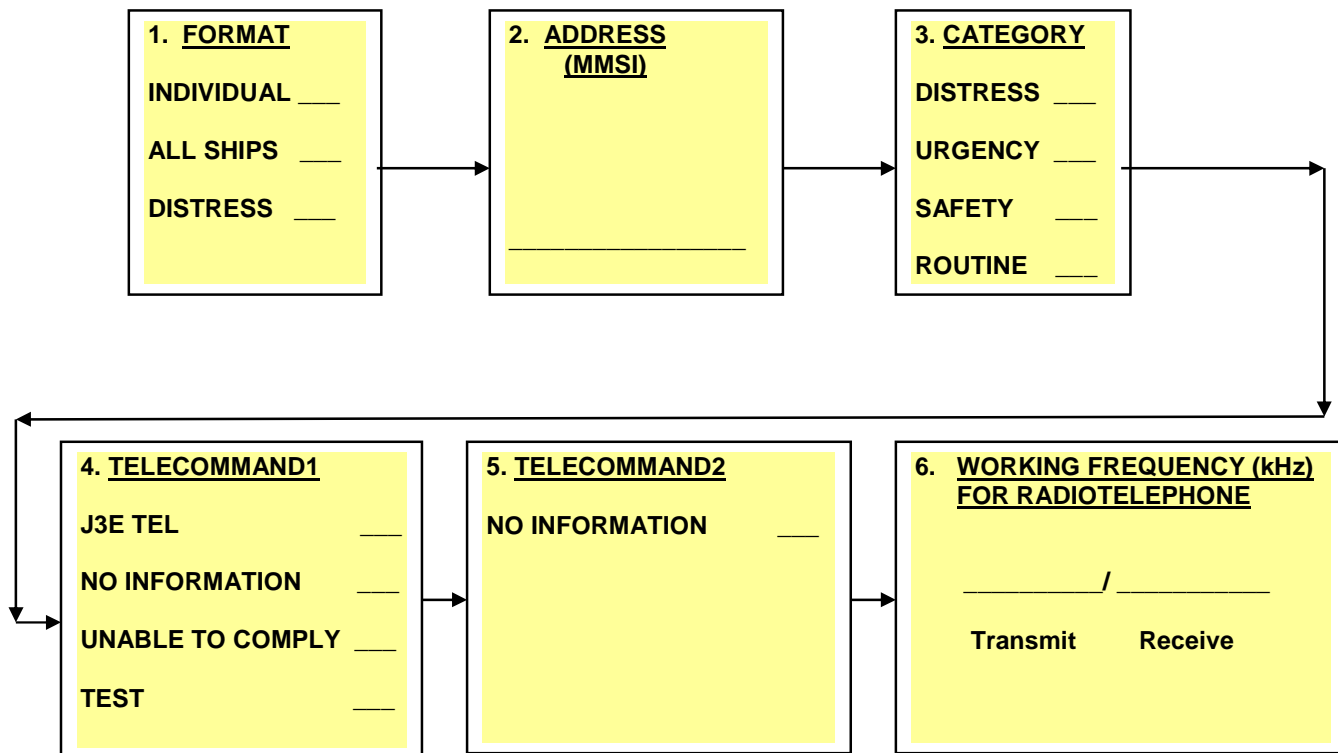 1. FORMAT
INDIVIDUAL ___
ALL SHIPS ___
DISTRESS ___
2. ADDRESS
(MMSI)
_________________
3. CATEGORY
DISTRESS ___
URGENCY ___
SAFETY ___
ROUTINE ___
4. TELECOMMAND1
J3E TEL ___
NO INFORMATION ___
UNABLE TO COMPLY ___
TEST ___
5. TELECOMMAND2
NO INFORMATION ___
6. WORKING FREQUENCY (kHz)
FOR RADIOTELEPHONE
__________/ ___________
Transmit Receive